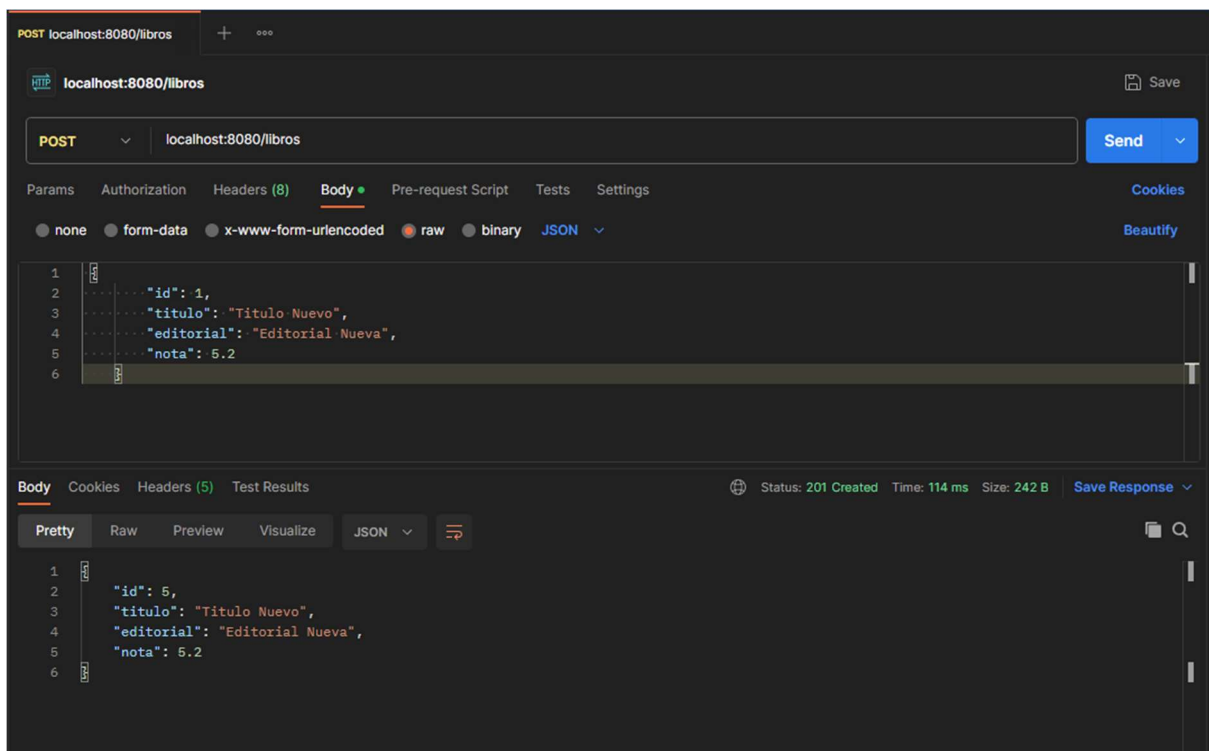 POST localhost:8080/libros + ooo
HTTP localhost:8080/libros Save
POST localhost:8080/libros Send
Params Authorization Headers (8) Body Pre-request Script Tests Settings Cookies
none form-data x-www-form-urlencoded raw binary JSON Beautify
1 {
2 "id": 1,
3 "titulo": "Titulo Nuevo",
4 "editorial": "Editorial Nueva",
5 "nota": 5.2
6 }
Body Cookies Headers (5) Test Results Status: 201 Created Time: 114 ms Size: 242 B Save Response
Pretty Raw Preview Visualize JSON
1 {
2 "id": 5,
3 "titulo": "Titulo Nuevo",
4 "editorial": "Editorial Nueva",
5 "nota": 5.2
6 }